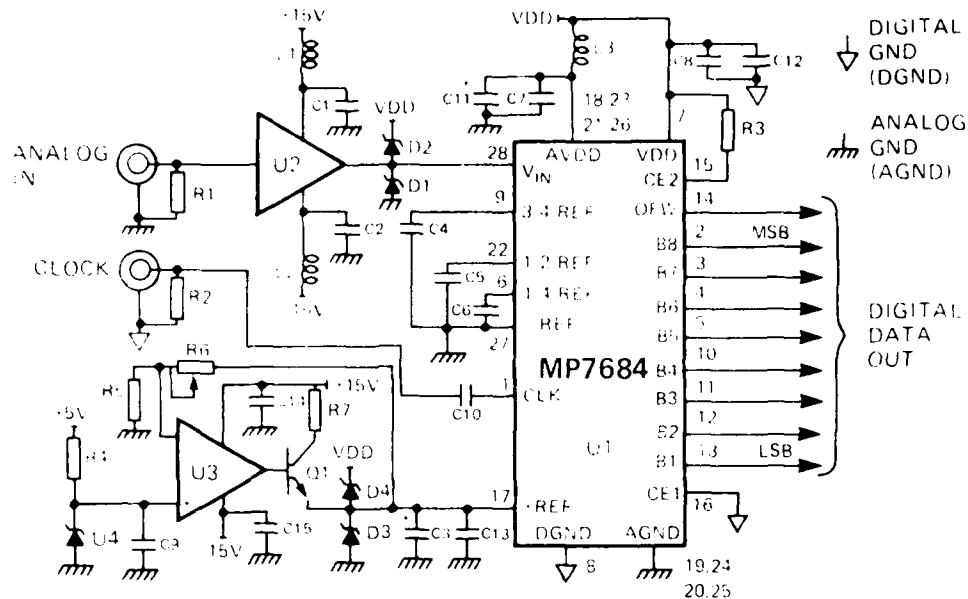 VDD
DIGITAL
GND
(DGND)
C1
L3
C8
C12
C11
C7
18,23
21,26
7
R3
ANALOG
GND
(AGND)
VDD
ANALOG
IN
R1
U2
D2
D1
28
VIN
AVDD
VDD
15
CE2
C2
C4
9
3/4 REF
OFW
14
CLOCK
R2
C5
22
1/2 REF
B8
2
MSB
C6
6
1/4 REF
B7
3
B6
4
27
B5
5
DIGITAL
DATA
OUT
R6
C10
1
CLK
MP7684
B4
10
B3
11
B2
12
B1
13
LSB
R5
+15V
R7
+5V
R4
U3
Q1
VDD
D4
D3
U1
CE1
16
U4
C9
15V
C15
C3
C13
17
DGND
8
AGND
19,24
20,25